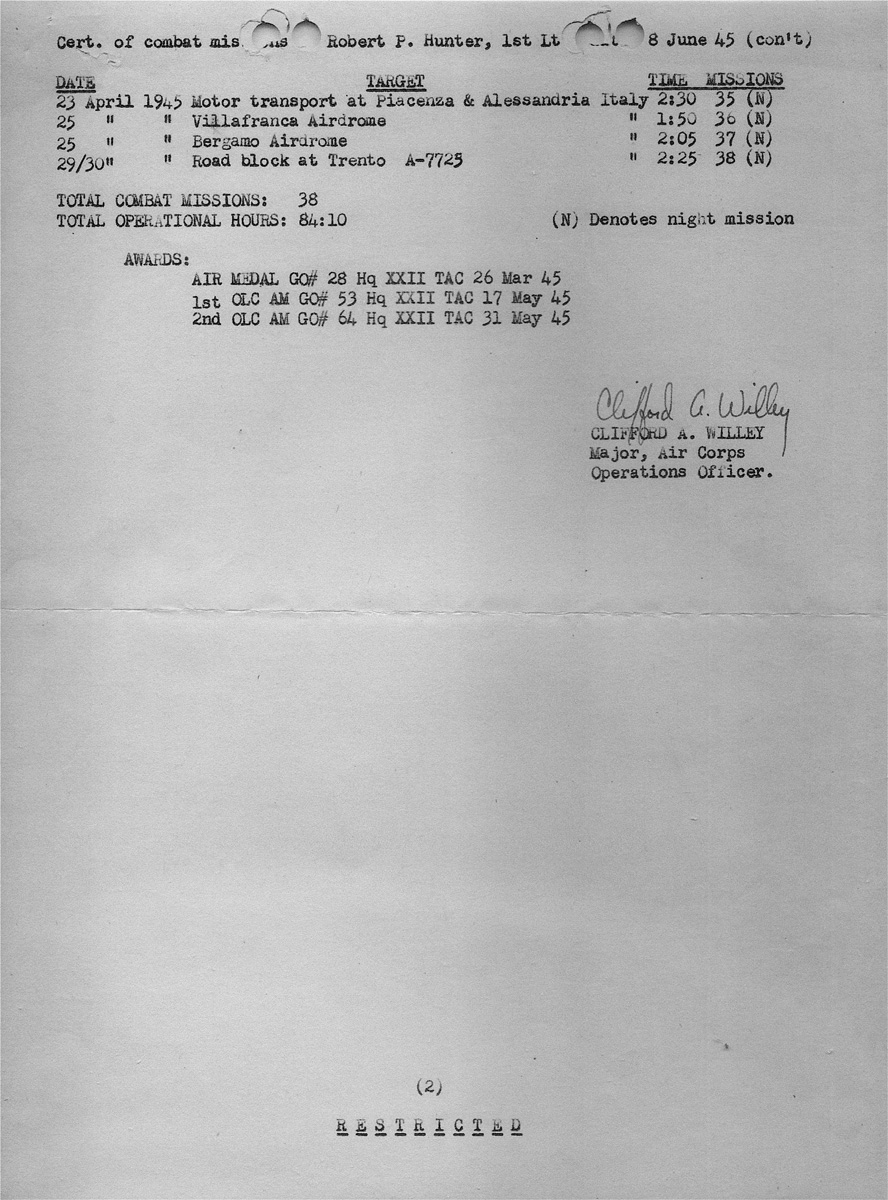 Cert. of combat Robert P. Hunter, 1st Lt 8 June 45 (con't)
DATE TARGET TIME MISSIONS
23 April 1945 Motor transport at Piacenza & Alessandria Italy 2:30 35 (N)
25 " " Villafranca Airdrome " 1:50 36 (N)
25 " " Bergamo Airdrome " 2:05 37 (N)
29/30" " Road block at Trento A-7725 " 2:25 38 (N)
TOTAL COMBAT MISSIONS: 38
TOTAL OPERATIONAL HOURS: 84:10 (N) Denotes night mission
AWARDS:
AIR MEDAL GO# 28 Hq XXII TAC 26 Mar 45
1st OLC AM GO# 53 Hq XXII TAC 17 May 45
2nd OLC AM GO# 64 Hq XXII TAC 31 May 45
Clifford A. Willey
CLIFFORD A. WILLEY
Major, Air Corps
Operations Officer.
(2)
RESTRICTED